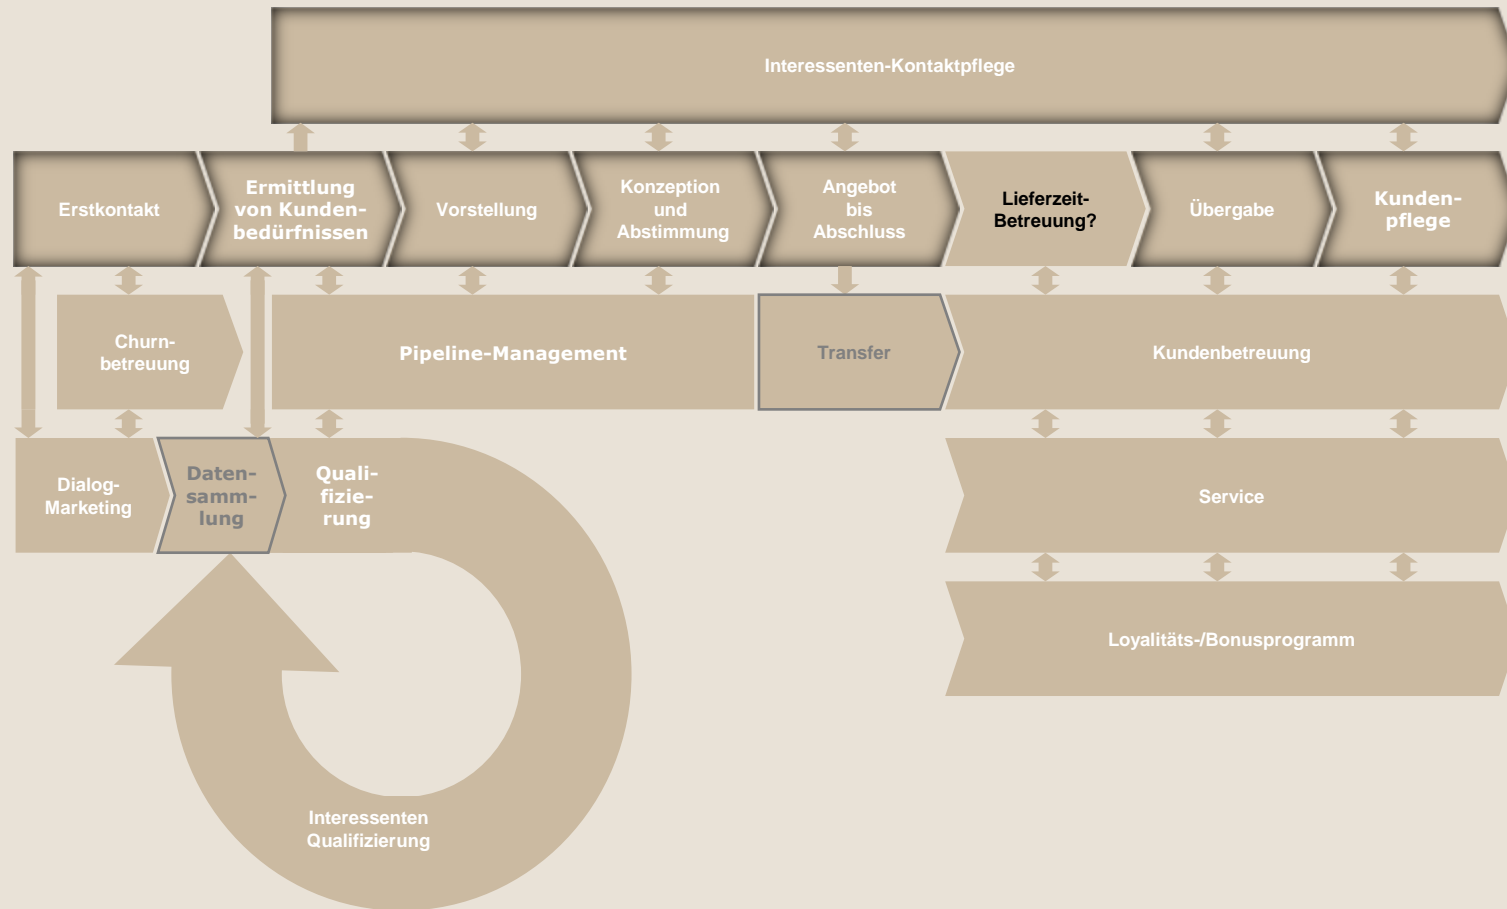 Interessenten-Kontaktpflege
Erstkontakt
Ermittlung
von Kunden-
bedürfnissen
Vorstellung
Konzeption
und
Abstimmung
Angebot
bis
Abschluss
Lieferzeit-
Betreuung?
Übergabe
Kunden-
pflege
Churn-
betreuung
Pipeline-Management
Transfer
Kundenbetreuung
Dialog-
Marketing
Daten-
samm-
lung
Quali-
fizie-
rung
Service
Loyalitäts-/Bonusprogramm
Interessenten
Qualifizierung